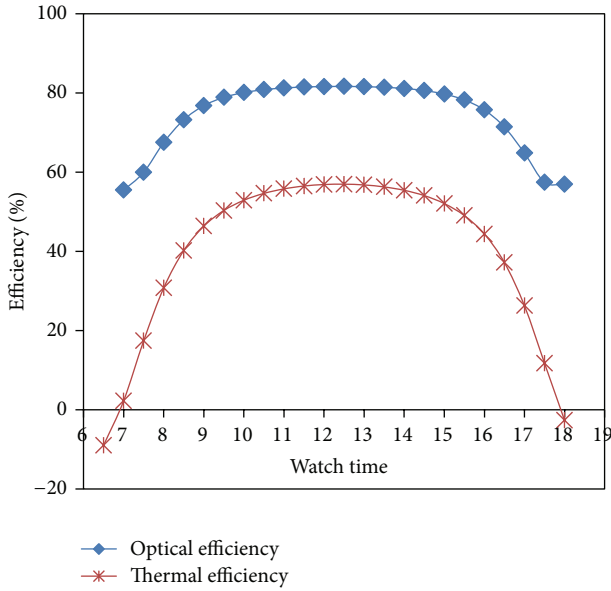 100
80
60
40
20
0
−20
Efficiency (%)
6 7 8 9 10 11 12 13 14 15 16 17 18 19
Watch time
Optical efficiency
Thermal efficiency